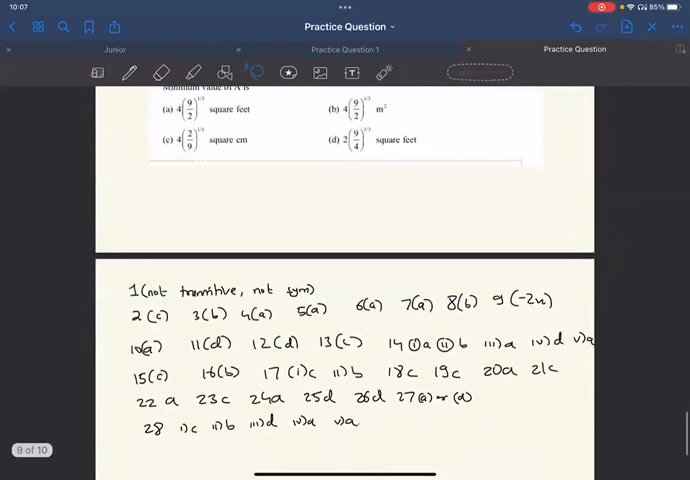 10:07
85%
Practice Question
Junior
Practice Question 1
Practice Question
Minimum value of A is
(a) 4(9/2)^1/3 square feet (b) 4(9/2)^1/3 m²
(c) 4(2/9)^1/3 square cm (d) 2(9/4)^1/3 square feet
1 (not transitive, not sym)
2 (c) 3 (b) 4 (a) 5(a) 6(a) 7(a) 8(b) 9 (-2x)
10(a) 11(d) 12 (d) 13(c) 14 (i) a (ii) b iii) a iv) d v) a
15(c) 16(b) 17 (i) c ii) b 18c 19c 20a 21c
22 a 23c 24a 25d 26d 27 (a) or (d)
28 i) c ii) b iii) d iv) a v) a
9 of 10